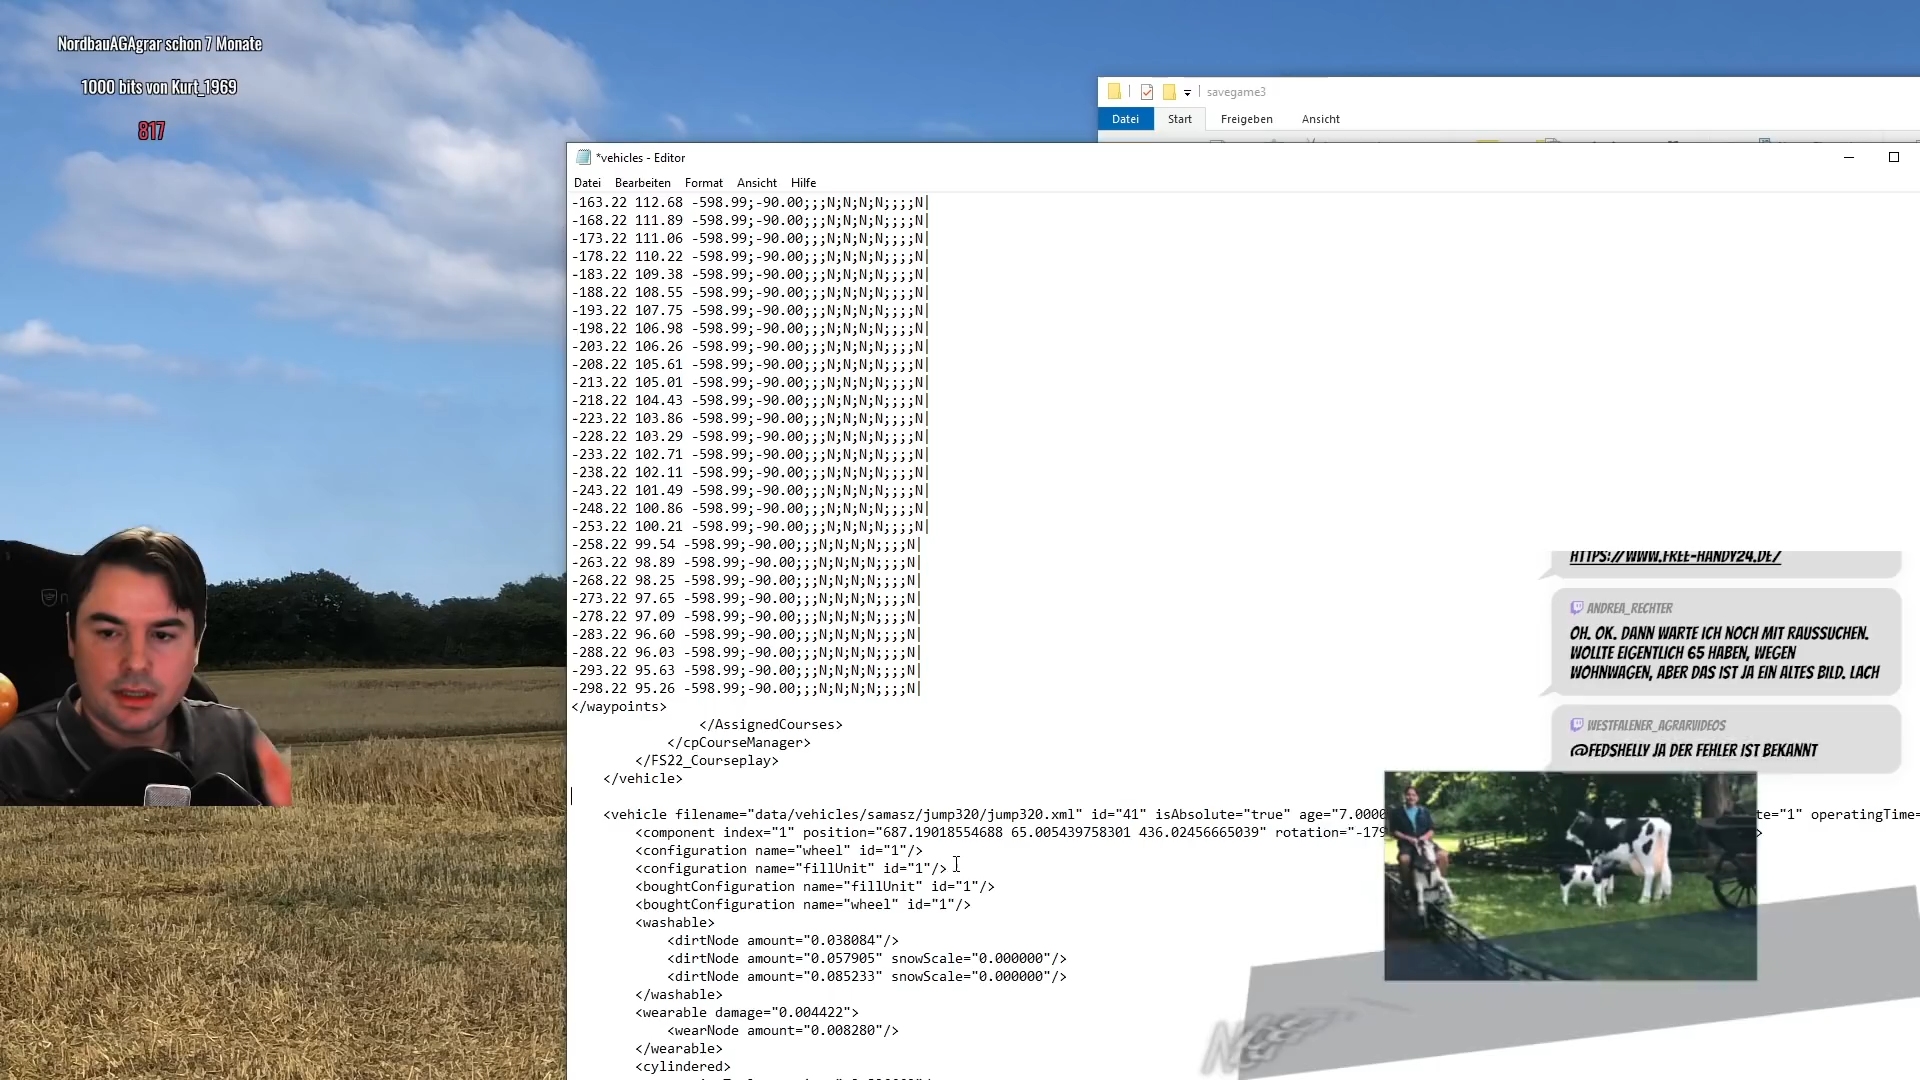 NordbauAGAgrar schon 7 Monate
1000 bits von Kurt_1969
817
savegame3
Datei Start Freigeben Ansicht
*vehicles - Editor
Datei Bearbeiten Format Ansicht Hilfe
-163.22 112.68 -598.99;-90.00;;;N;N;N;N;;;;N|
-168.22 111.89 -598.99;-90.00;;;N;N;N;N;;;;N|
-173.22 111.06 -598.99;-90.00;;;N;N;N;N;;;;N|
-178.22 110.22 -598.99;-90.00;;;N;N;N;N;;;;N|
-183.22 109.38 -598.99;-90.00;;;N;N;N;N;;;;N|
-188.22 108.55 -598.99;-90.00;;;N;N;N;N;;;;N|
-193.22 107.75 -598.99;-90.00;;;N;N;N;N;;;;N|
-198.22 106.98 -598.99;-90.00;;;N;N;N;N;;;;N|
-203.22 106.26 -598.99;-90.00;;;N;N;N;N;;;;N|
-208.22 105.61 -598.99;-90.00;;;N;N;N;N;;;;N|
-213.22 105.01 -598.99;-90.00;;;N;N;N;N;;;;N|
-218.22 104.43 -598.99;-90.00;;;N;N;N;N;;;;N|
-223.22 103.86 -598.99;-90.00;;;N;N;N;N;;;;N|
-228.22 103.29 -598.99;-90.00;;;N;N;N;N;;;;N|
-233.22 102.71 -598.99;-90.00;;;N;N;N;N;;;;N|
-238.22 102.11 -598.99;-90.00;;;N;N;N;N;;;;N|
-243.22 101.49 -598.99;-90.00;;;N;N;N;N;;;;N|
-248.22 100.86 -598.99;-90.00;;;N;N;N;N;;;;N|
-253.22 100.21 -598.99;-90.00;;;N;N;N;N;;;;N|
-258.22 99.54 -598.99;-90.00;;;N;N;N;N;;;;N|
-263.22 98.89 -598.99;-90.00;;;N;N;N;N;;;;N|
-268.22 98.25 -598.99;-90.00;;;N;N;N;N;;;;N|
-273.22 97.65 -598.99;-90.00;;;N;N;N;N;;;;N|
-278.22 97.09 -598.99;-90.00;;;N;N;N;N;;;;N|
-283.22 96.60 -598.99;-90.00;;;N;N;N;N;;;;N|
-288.22 96.03 -598.99;-90.00;;;N;N;N;N;;;;N|
-293.22 95.63 -598.99;-90.00;;;N;N;N;N;;;;N|
-298.22 95.26 -598.99;-90.00;;;N;N;N;N;;;;N|
</waypoints>
</AssignedCourses>
</cpCourseManager>
</FS22_Courseplay>
</vehicle>
<vehicle filename="data/vehicles/samasz/jump320/jump320.xml" id="41" isAbsolute="true" age="7.0000 te="1" operatingTime=
<component index="1" position="687.19018554688 65.005439758301 436.02456665039" rotation="-179 >
<configuration name="wheel" id="1"/>
<configuration name="fillUnit" id="1"/>
<boughtConfiguration name="fillUnit" id="1"/>
<boughtConfiguration name="wheel" id="1"/>
<washable>
<dirtNode amount="0.038084"/>
<dirtNode amount="0.057905" snowScale="0.000000"/>
<dirtNode amount="0.085233" snowScale="0.000000"/>
</washable>
<wearable damage="0.004422">
<wearNode amount="0.008280"/>
</wearable>
<cylindered>
HTTPS://WWW.FREE-HANDY24.DE/
ANDREA_RECHTER
OH. OK. DANN WARTE ICH NOCH MIT RAUSSUCHEN.
WOLLTE EIGENTLICH 65 HABEN, WEGEN
WOHNWAGEN, ABER DAS IST JA EIN ALTES BILD. LACH
WESTFALENER_AGRARVIDEOS
@FEDSHELLY JA DER FEHLER IST BEKANNT